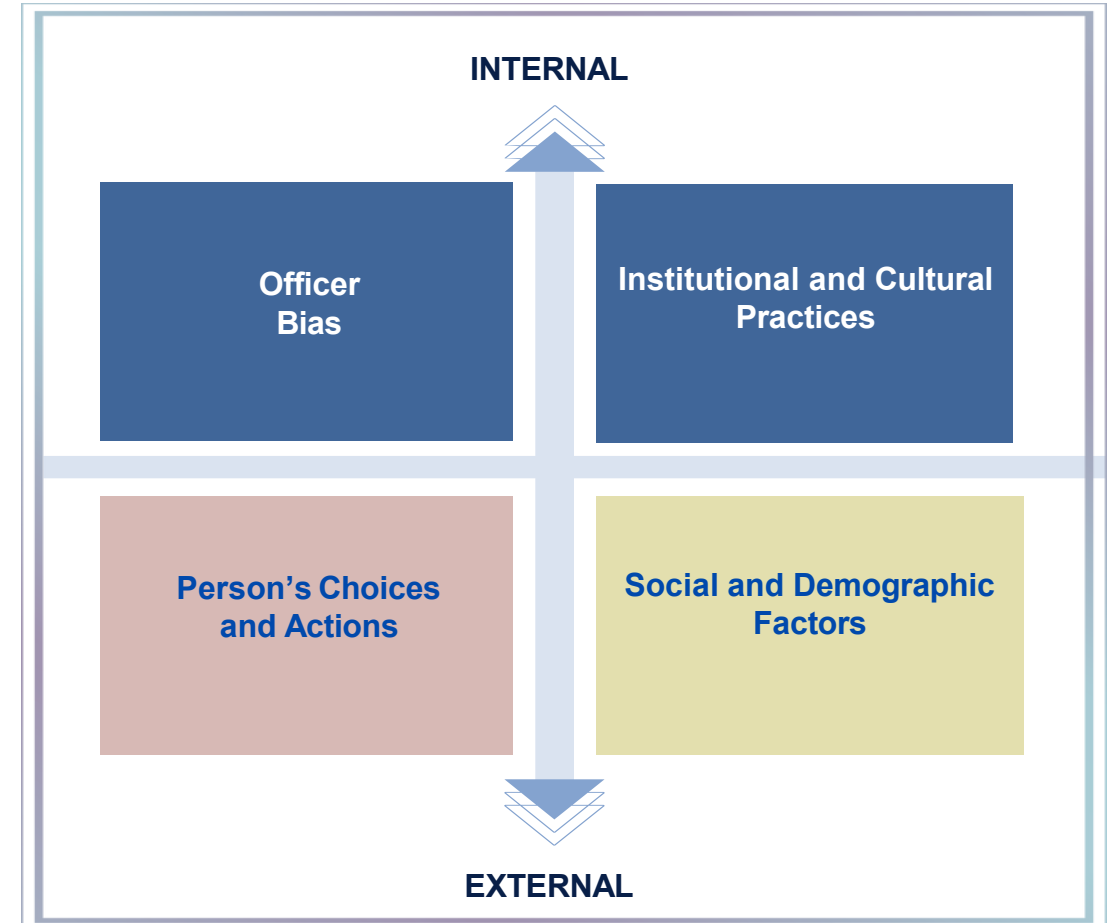 INTERNAL
Officer
Bias
Institutional and Cultural
Practices
Person’s Choices
and Actions
Social and Demographic
Factors
EXTERNAL